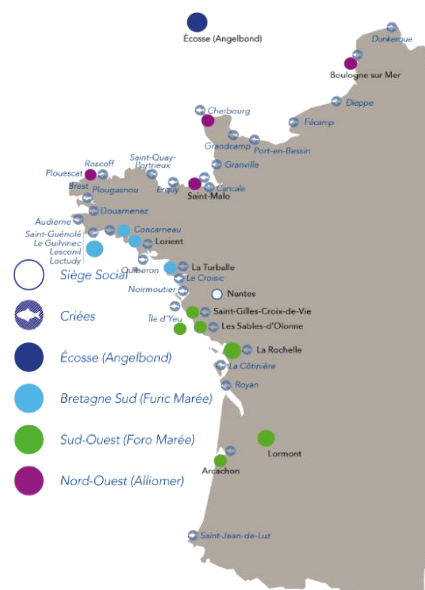 Écosse (Angelbond)
Dunkerque
Boulogne sur Mer
Dieppe
Cherbourg
Fécamp
Grandcamp
Port-en-Bessin
Saint-Quay-
Portrieux
Roscoff
Granville
Plouescat
Erquy
Cancale
Brest
Plougasnou
Saint-Malo
Douarnenez
Audierne
Concarneau
Saint-Guénolé
Le Guilvinec
Lorient
Lesconil
Loctudy
Quiberon
La Turballe
Siège Social
Le Croisic
Noirmoutier
Nantes
Criées
Île d'Yeu
Saint-Gilles-Croix-de-Vie
Les Sables-d'Olonne
Écosse (Angelbond)
La Rochelle
La Côtinière
Bretagne Sud (Furic Marée)
Royan
Sud-Ouest (Foro Marée)
Lormont
Arcachon
Nord-Ouest (Alliomer)
Saint-Jean-de-Luz